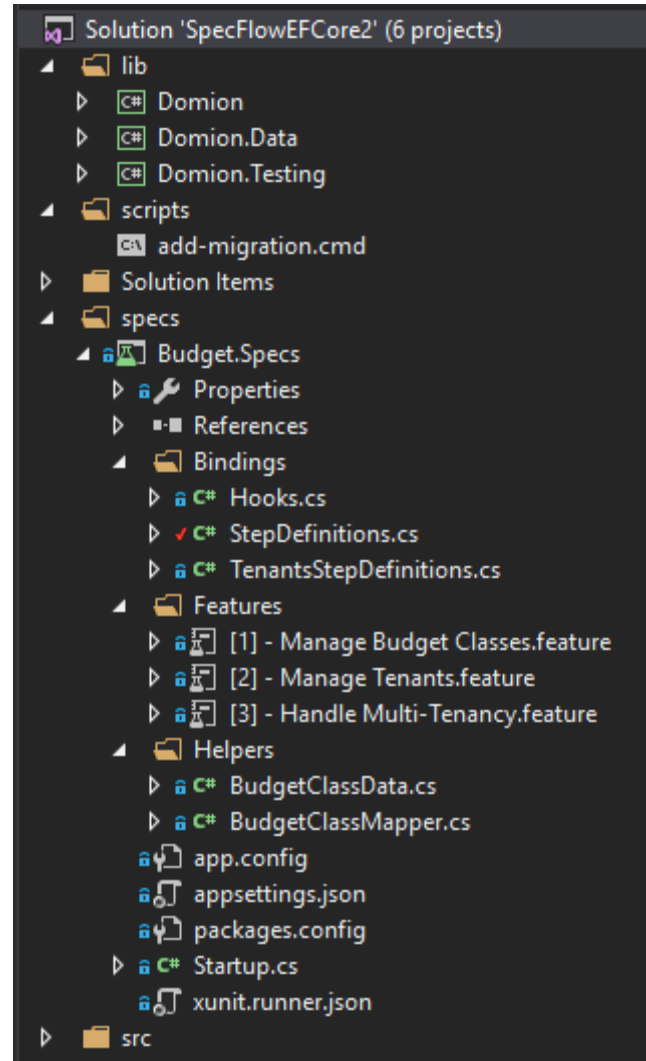 Solution 'SpecFlowEFCore2' (6 projects)
lib
C# Domion
C# Domion.Data
C# Domion.Testing
scripts
C:\ add-migration.cmd
Solution Items
specs
Budget.Specs
Properties
References
Bindings
C# Hooks.cs
C# StepDefinitions.cs
C# TenantsStepDefinitions.cs
Features
[1] - Manage Budget Classes.feature
[2] - Manage Tenants.feature
[3] - Handle Multi-Tenancy.feature
Helpers
C# BudgetClassData.cs
C# BudgetClassMapper.cs
app.config
appsettings.json
packages.config
C# Startup.cs
xunit.runner.json
src